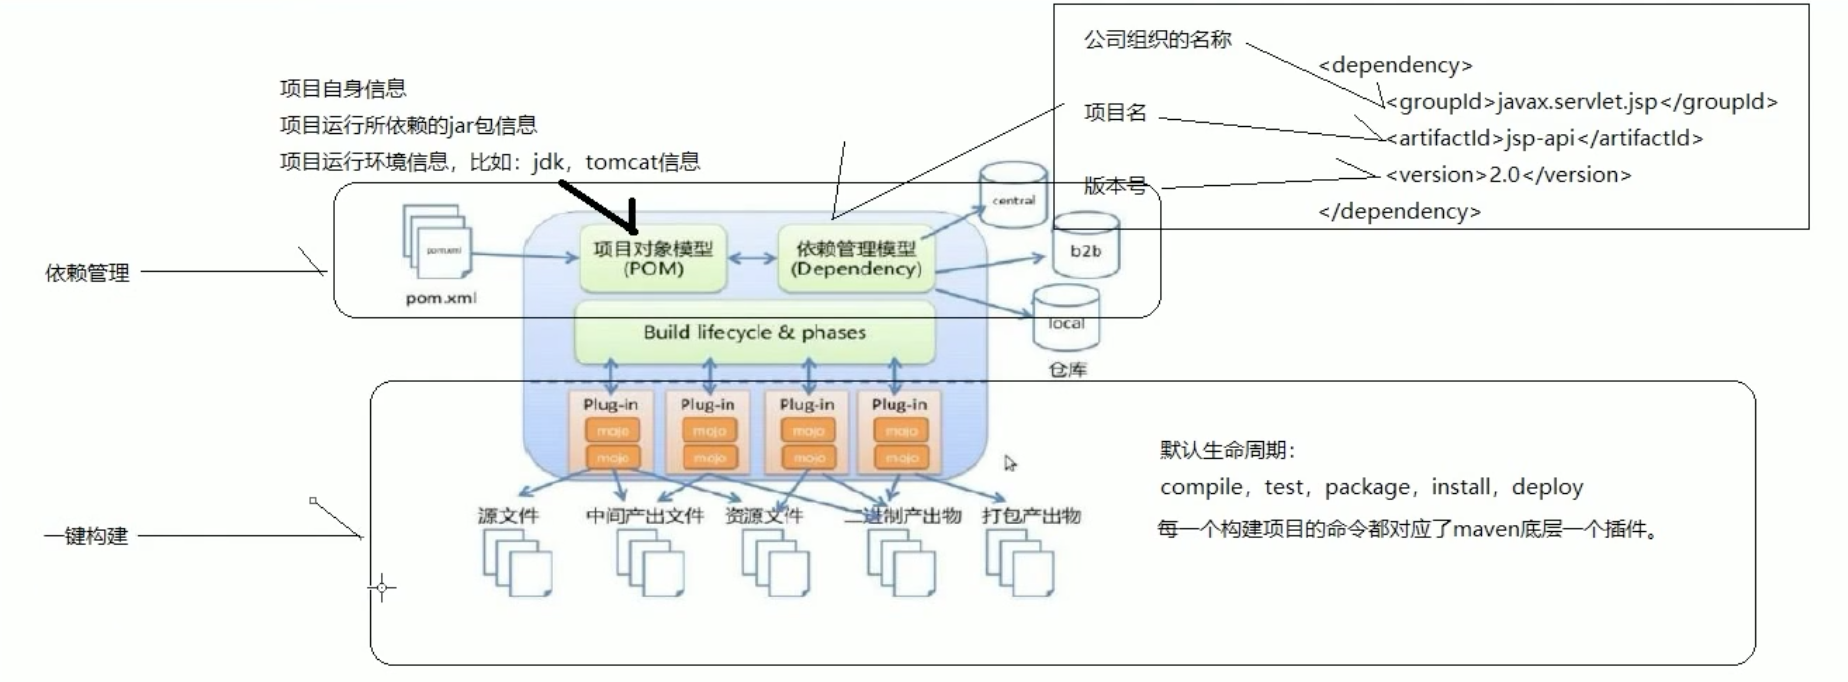 公司组织的名称
<dependency>
项目自身信息
<groupId>javax.servlet.jsp</groupId>
项目运行所依赖的jar包信息
项目名
<artifactId>jsp-api</artifactId>
项目运行环境信息，比如：jdk，tomcat信息
版本号
<version>2.0</version>
</dependency>
central
pom.xml
项目对象模型
(POM)
依赖管理模型
(Dependency)
b2b
依赖管理
pom.xml
local
Build lifecycle & phases
仓库
Plug-in
mojo
mojo
Plug-in
mojo
mojo
Plug-in
mojo
mojo
Plug-in
mojo
mojo
默认生命周期：
compile，test，package，install，deploy
每一个构建项目的命令都对应了maven底层一个插件。
源文件
中间产出文件
资源文件
二进制产出物
打包产出物
一键构建